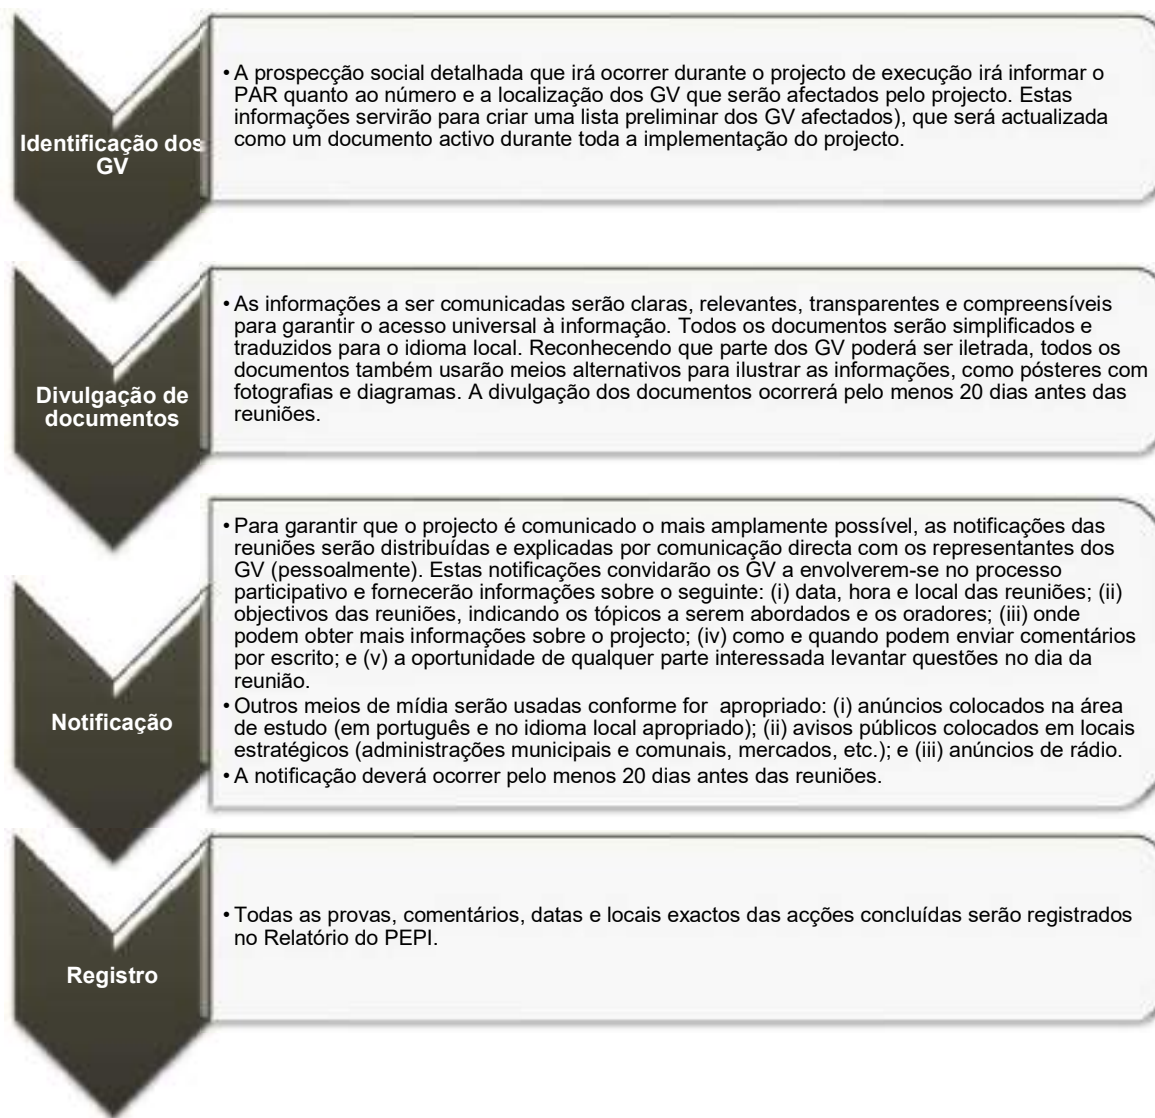 Identificação dos
GV
• A prospecção social detalhada que irá ocorrer durante o projecto de execução irá informar o
PAR quanto ao número e a localização dos GV que serão afectados pelo projecto. Estas
informações servirão para criar uma lista preliminar dos GV afectados), que será actualizada
como um documento activo durante toda a implementação do projecto.
Divulgação de
documentos
• As informações a ser comunicadas serão claras, relevantes, transparentes e compreensíveis
para garantir o acesso universal à informação. Todos os documentos serão simplificados e
traduzidos para o idioma local. Reconhecendo que parte dos GV poderá ser iletrada, todos os
documentos também usarão meios alternativos para ilustrar as informações, como pósteres com
fotografias e diagramas. A divulgação dos documentos ocorrerá pelo menos 20 dias antes das
reuniões.
Notificação
• Para garantir que o projecto é comunicado o mais amplamente possível, as notificações das
reuniões serão distribuídas e explicadas por comunicação directa com os representantes dos
GV (pessoalmente). Estas notificações convidarão os GV a envolverem-se no processo
participativo e fornecerão informações sobre o seguinte: (i) data, hora e local das reuniões; (ii)
objectivos das reuniões, indicando os tópicos a serem abordados e os oradores; (iii) onde
podem obter mais informações sobre o projecto; (iv) como e quando podem enviar comentários
por escrito; e (v) a oportunidade de qualquer parte interessada levantar questões no dia da
reunião.
• Outros meios de mídia serão usadas conforme for apropriado: (i) anúncios colocados na área
de estudo (em português e no idioma local apropriado); (ii) avisos públicos colocados em locais
estratégicos (administrações municipais e comunais, mercados, etc.); e (iii) anúncios de rádio.
• A notificação deverá ocorrer pelo menos 20 dias antes das reuniões.
Registro
• Todas as provas, comentários, datas e locais exactos das acções concluídas serão registrados
no Relatório do PEPI.